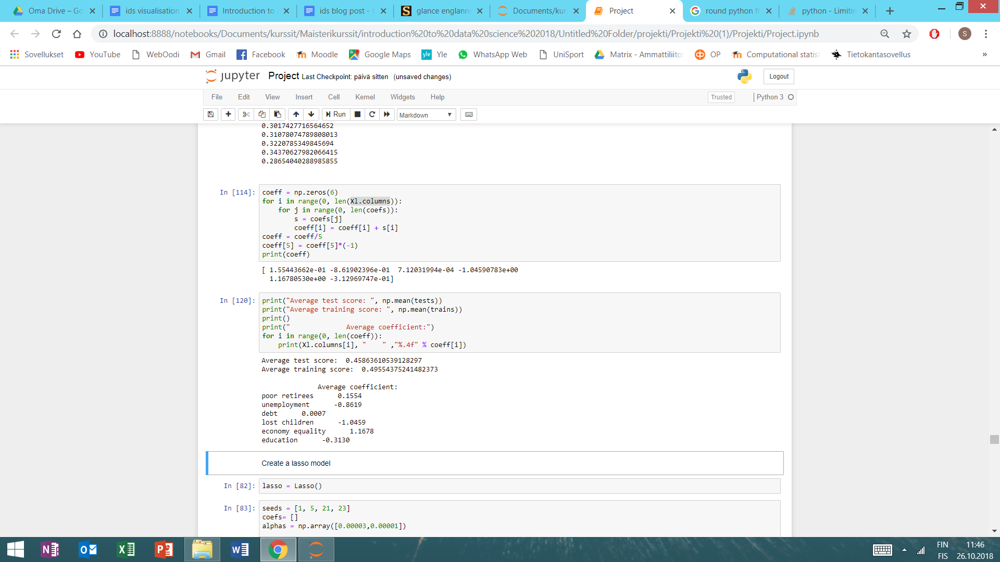 Oma Drive – Go
ids visualisation
Introduction to
ids blog post - G
glance englanni
Documents/kurs
Project
round python fl
python - Limitin
localhost:8888/notebooks/Documents/kurssit/Maisterikurssit/introduction%20to%20data%20science%202018/Untitled%20Folder/projekti/Projekti%20(1)/Projekti/Project.ipynb
S
Sovellukset
YouTube
WebOodi
Gmail
Facebook
Moodle
Google Maps
yle
Yle
WhatsApp Web
UniSport
Matrix - Ammattiliito
OP
Computational statist
Tietokantasovellus
»
jupyter
Project Last Checkpoint: päivä sitten (unsaved changes)
Logout
File Edit View Insert Cell Kernel Widgets Help
Trusted
Python 3
Run
Markdown
0.3017427716564652
0.31078074789808013
0.3220785349845694
0.34370627982066415
0.28654040289985855
In [114]: coeff = np.zeros(6)
for i in range(0, len(Xl.columns)):
    for j in range(0, len(coefs)):
        s = coefs[j]
        coeff[i] = coeff[i] + s[i]
coeff = coeff/5
coeff[5] = coeff[5]*(-1)
print(coeff)
[ 1.55443662e-01 -8.61902396e-01  7.12031994e-04 -1.04590783e+00
  1.16780530e+00 -3.12969747e-01]
In [120]: print("Average test score: ", np.mean(tests))
print("Average training score: ", np.mean(trains))
print()
print("              Average coefficient:")
for i in range(0, len(coeff)):
    print(Xl.columns[i], "    " ,"%.4f" % coeff[i])
Average test score:  0.45863610539128297
Average training score:  0.49554375241482373
              Average coefficient:
poor retirees      0.1554
unemployment      -0.8619
debt      0.0007
lost children      -1.0459
economy equality      1.1678
education      -0.3130
Create a lasso model
In [82]: lasso = Lasso()
In [83]: seeds = [1, 5, 21, 23]
coefs= []
alphas = np.array([0.00003,0.00001])
FIN
FIS
11:46
26.10.2018